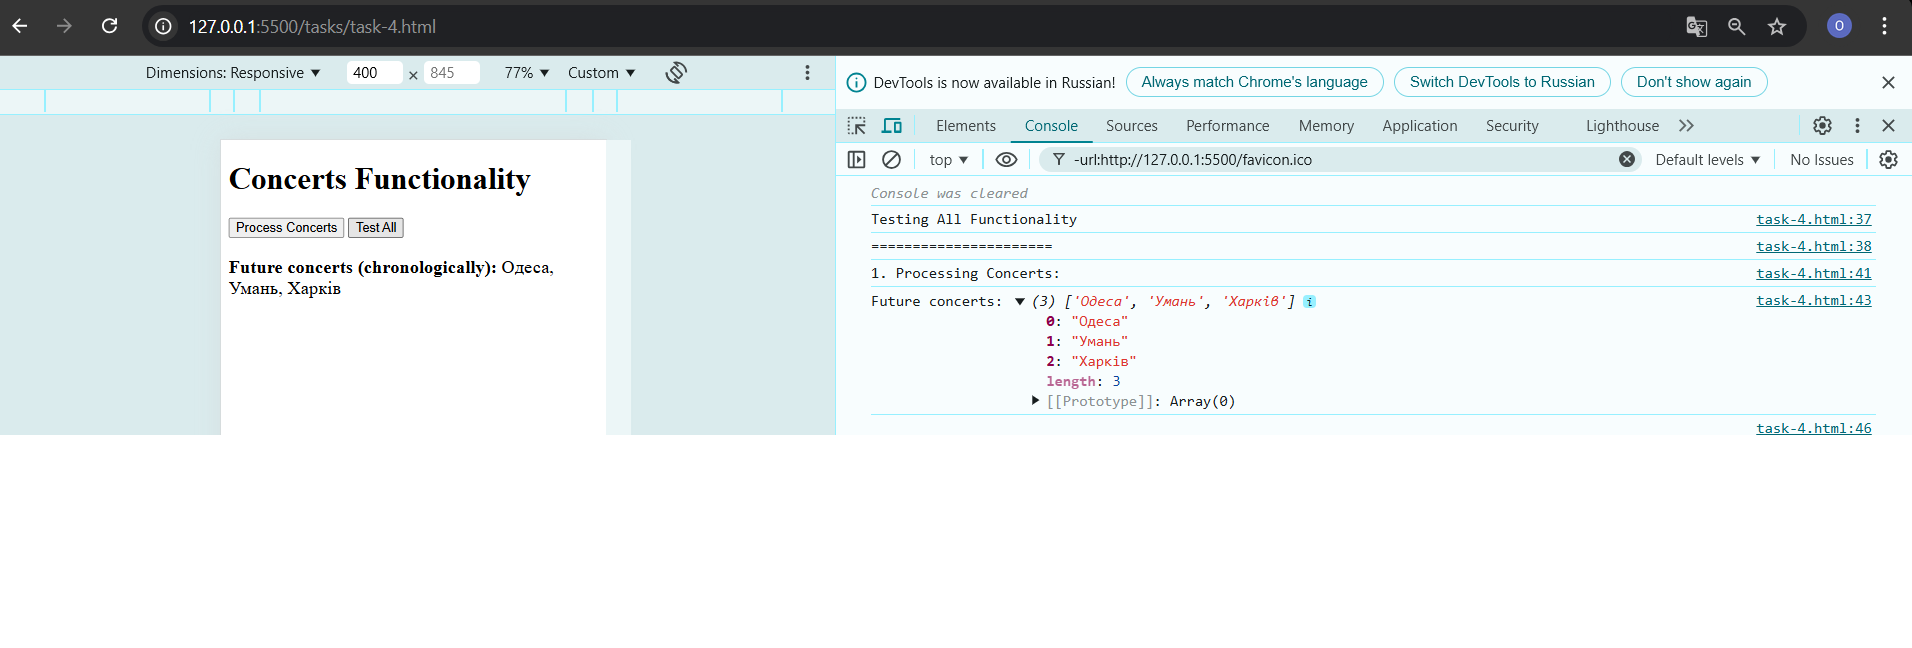 127.0.0.1:5500/tasks/task-4.html
O
Dimensions: Responsive ▼ 400 × 845 77% ▼ Custom ▼
DevTools is now available in Russian! Always match Chrome's language Switch DevTools to Russian Don't show again
Elements Console Sources Performance Memory Application Security Lighthouse
top ▼ -url:http://127.0.0.1:5500/favicon.ico Default levels ▼ No Issues
Concerts Functionality
Process Concerts Test All
Future concerts (chronologically): Одеса,
Умань, Харків
Console was cleared
Testing All Functionality task-4.html:37
====================== task-4.html:38
1. Processing Concerts: task-4.html:41
Future concerts: ▼ (3) ['Одеса', 'Умань', 'Харків'] i task-4.html:43
0: "Одеса"
1: "Умань"
2: "Харків"
length: 3
▶ [[Prototype]]: Array(0)
task-4.html:46